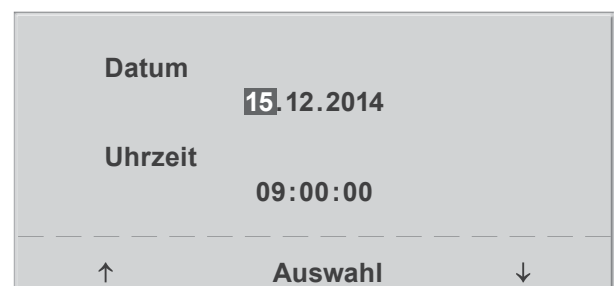 Datum
15.12.2014
Uhrzeit
09:00:00
↑ Auswahl ↓